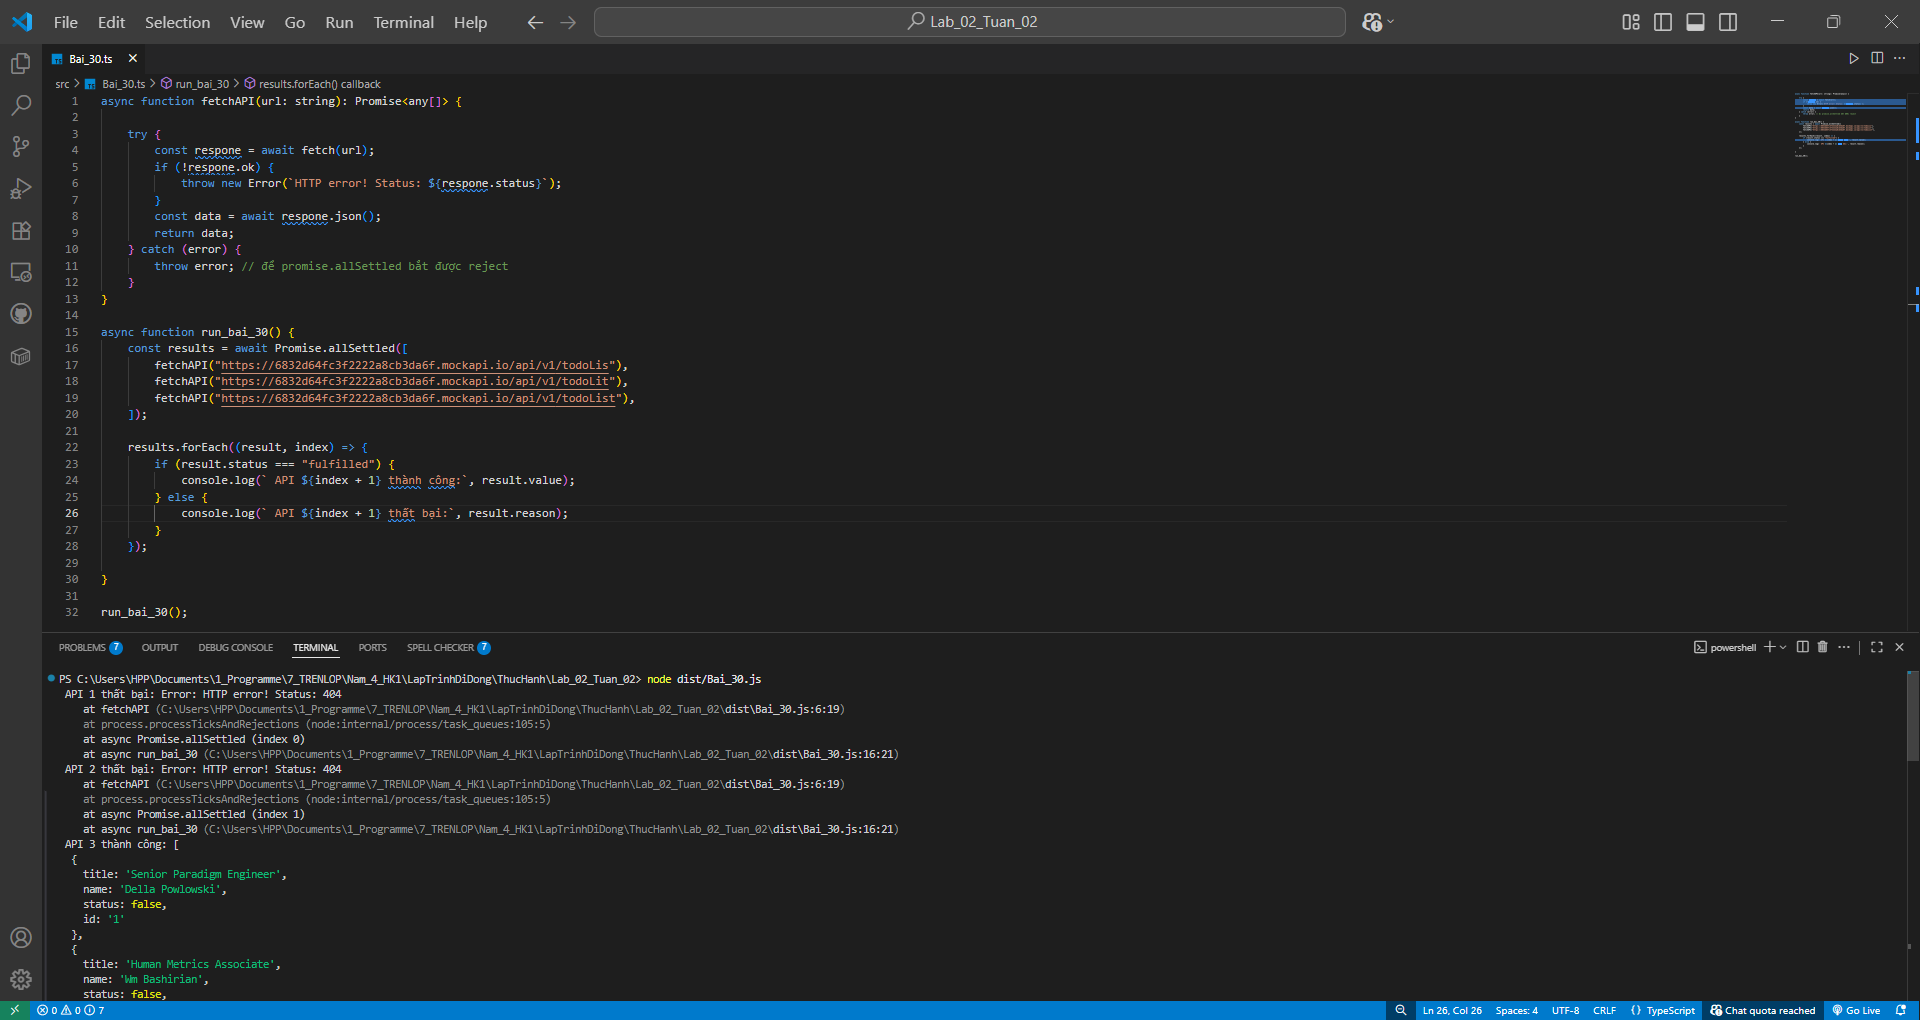 File Edit Selection View Go Run Terminal Help Lab_02_Tuan_02
Bai_30.ts
src > Bai_30.ts > run_bai_30 > results.forEach() callback
1 async function fetchAPI(url: string): Promise<any[]> {
2
3 try {
4 const respone = await fetch(url);
5 if (!respone.ok) {
6 throw new Error(`HTTP error! Status: ${respone.status}`);
7 }
8 const data = await respone.json();
9 return data;
10 } catch (error) {
11 throw error; // để promise.allSettled bắt được reject
12 }
13 }
14
15 async function run_bai_30() {
16 const results = await Promise.allSettled([
17 fetchAPI("https://6832d64fc3f2222a8cb3da6f.mockapi.io/api/v1/todoLis"),
18 fetchAPI("https://6832d64fc3f2222a8cb3da6f.mockapi.io/api/v1/todoLit"),
19 fetchAPI("https://6832d64fc3f2222a8cb3da6f.mockapi.io/api/v1/todoList"),
20 ]);
21
22 results.forEach((result, index) => {
23 if (result.status === "fulfilled") {
24 console.log(` API ${index + 1} thành công:`, result.value);
25 } else {
26 console.log(` API ${index + 1} thất bại:`, result.reason);
27 }
28 });
29
30 }
31
32 run_bai_30();
PROBLEMS 7 OUTPUT DEBUG CONSOLE TERMINAL PORTS SPELL CHECKER 7 powershell
PS C:\Users\HPP\Documents\1_Programme\7_TRENLOP\Nam_4_HK1\LapTrinhDiDong\ThucHanh\Lab_02_Tuan_02> node dist/Bai_30.js
API 1 thất bại: Error: HTTP error! Status: 404
at fetchAPI (C:\Users\HPP\Documents\1_Programme\7_TRENLOP\Nam_4_HK1\LapTrinhDiDong\ThucHanh\Lab_02_Tuan_02\dist\Bai_30.js:6:19)
at process.processTicksAndRejections (node:internal/process/task_queues:105:5)
at async Promise.allSettled (index 0)
at async run_bai_30 (C:\Users\HPP\Documents\1_Programme\7_TRENLOP\Nam_4_HK1\LapTrinhDiDong\ThucHanh\Lab_02_Tuan_02\dist\Bai_30.js:16:21)
API 2 thất bại: Error: HTTP error! Status: 404
at fetchAPI (C:\Users\HPP\Documents\1_Programme\7_TRENLOP\Nam_4_HK1\LapTrinhDiDong\ThucHanh\Lab_02_Tuan_02\dist\Bai_30.js:6:19)
at process.processTicksAndRejections (node:internal/process/task_queues:105:5)
at async Promise.allSettled (index 1)
at async run_bai_30 (C:\Users\HPP\Documents\1_Programme\7_TRENLOP\Nam_4_HK1\LapTrinhDiDong\ThucHanh\Lab_02_Tuan_02\dist\Bai_30.js:16:21)
API 3 thành công: [
{
title: 'Senior Paradigm Engineer',
name: 'Della Powlowski',
status: false,
id: '1'
},
{
title: 'Human Metrics Associate',
name: 'Wm Bashirian',
status: false,
0 0 7 Ln 26, Col 26 Spaces: 4 UTF-8 CRLF {} TypeScript Chat quota reached Go Live